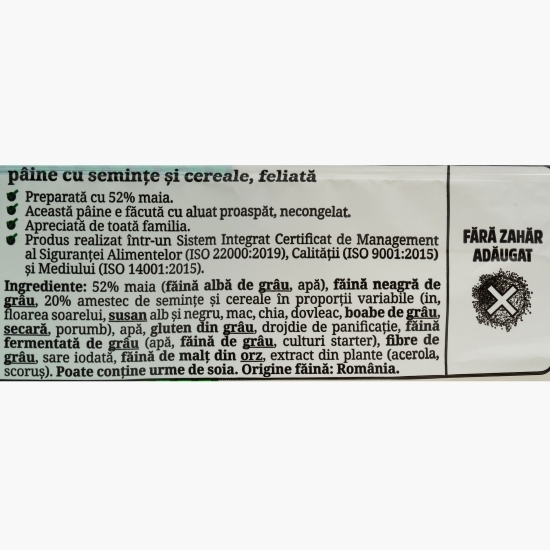 pâine cu semințe și cereale, feliată
Preparată cu 52% maia.
Această pâine e făcută cu aluat proaspăt, necongelat.
Apreciată de toată familia.
Produs realizat într-un Sistem Integrat Certificat de Management
al Siguranței Alimentelor (ISO 22000:2019), Calității (ISO 9001:2015)
și Mediului (ISO 14001:2015).
Ingrediente: 52% maia (făină albă de grâu, apă), făină neagră de
grâu, 20% amestec de semințe și cereale în proporții variabile (in,
floarea soarelui, susan alb și negru, mac, chia, dovleac, boabe de grâu,
secară, porumb), apă, gluten din grâu, drojdie de panificație, făină
fermentată de grâu (apă, făină de grâu, culturi starter), fibre de
grâu, sare iodată, făină de malț din orz, extract din plante (acerola,
scoruș). Poate conține urme de soia. Origine făină: România.
FĂRĂ ZAHĂR
ADĂUGAT